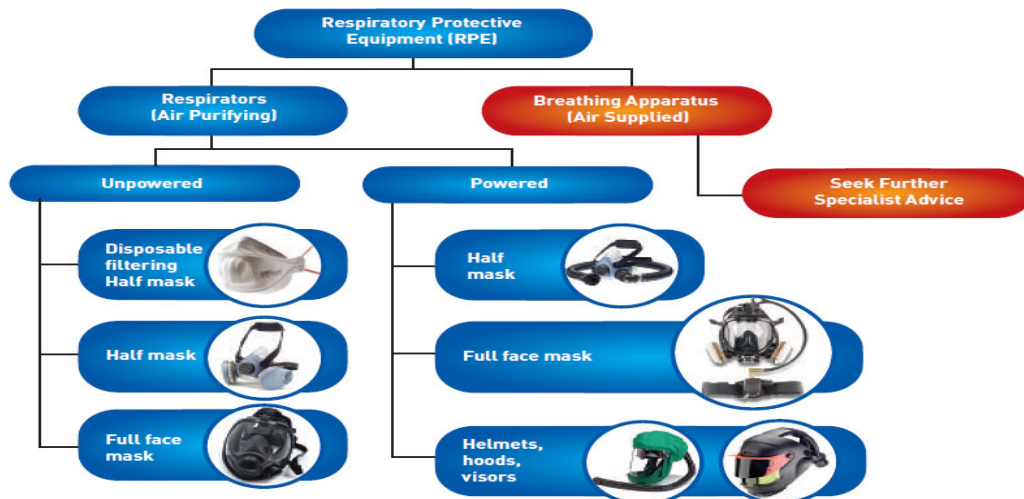 Respiratory Protective
Equipment (RPE)
Respirators
(Air Purifying)
Breathing Apparatus
(Air Supplied)
Unpowered
Powered
Seek Further
Specialist Advice
Disposable
filtering
Half mask
Half
mask
Half mask
Full face mask
Full face
mask
Helmets,
hoods,
visors